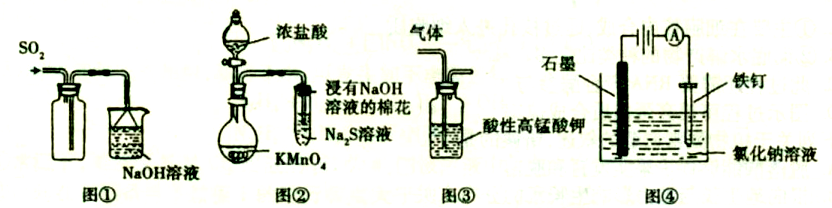 SO2
NaOH溶液
图①
浓盐酸
浸有NaOH
溶液的棉花
Na2S溶液
KMnO4
图②
气体
酸性高锰酸钾
图③
A
石墨
铁钉
氯化钠溶液
图④